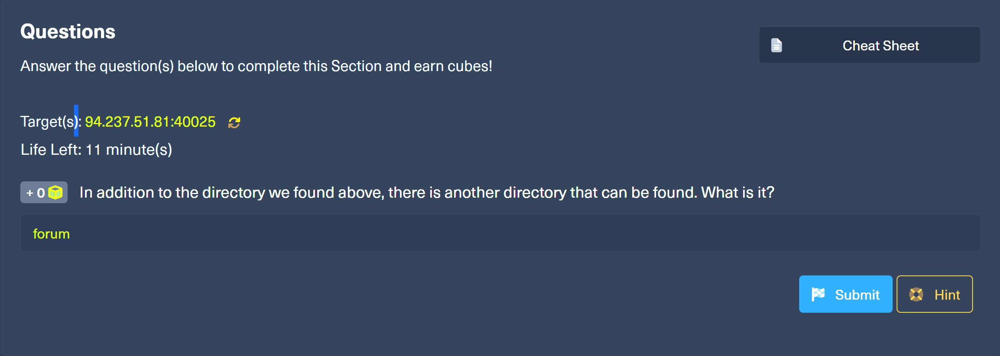 Questions
Cheat Sheet
Answer the question(s) below to complete this Section and earn cubes!
Target(s): 94.237.51.81:40025
Life Left: 11 minute(s)
+ 0 In addition to the directory we found above, there is another directory that can be found. What is it?
forum
Submit
Hint